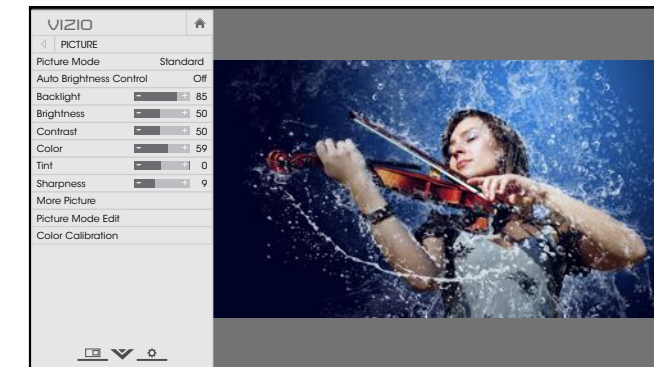 VIZIO
PICTURE
Picture Mode Standard
Auto Brightness Control Off
Backlight 85
Brightness 50
Contrast 50
Color 59
Tint 0
Sharpness 9
More Picture
Picture Mode Edit
Color Calibration